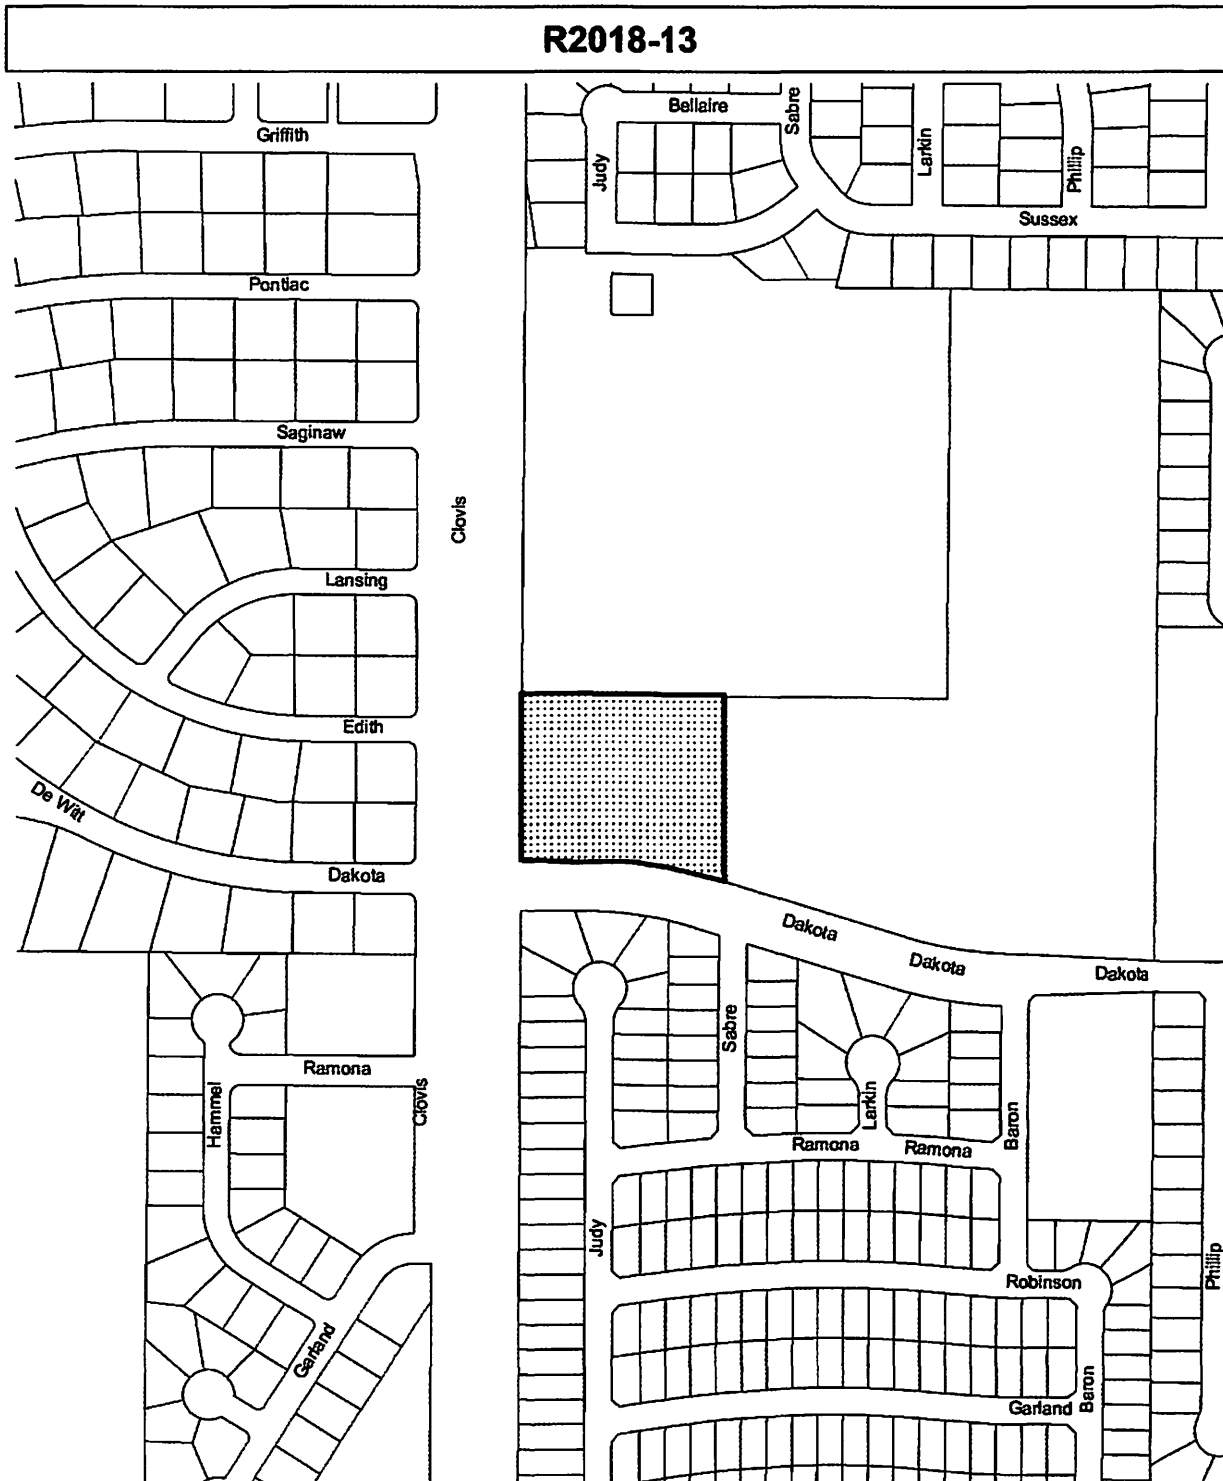 R2018-13
Bellaire
Sabre
Griffith
Judy
Larkin
Phillip
Sussex
Pontiac
Saginaw
Clovis
Lansing
Edith
De Witt
Dakota
Dakota
Dakota
Dakota
Sabre
Ramona
Hammel
Clovis
Larkin
Baron
Ramona
Ramona
Judy
Phillip
Robinson
Garland
Baron
Garland